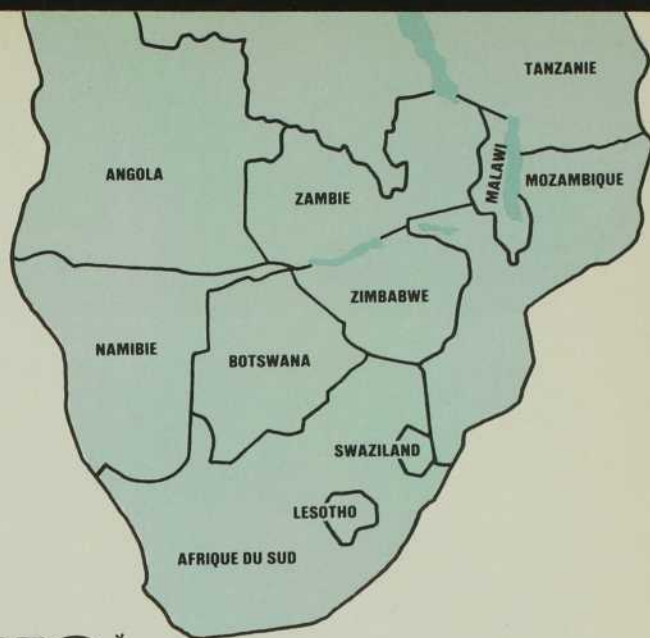 TANZANIE
ANGOLA
MALAWI
MOZAMBIQUE
ZAMBIE
ZIMBABWE
NAMIBIE
BOTSWANA
SWAZILAND
LESOTHO
AFRIQUE DU SUD